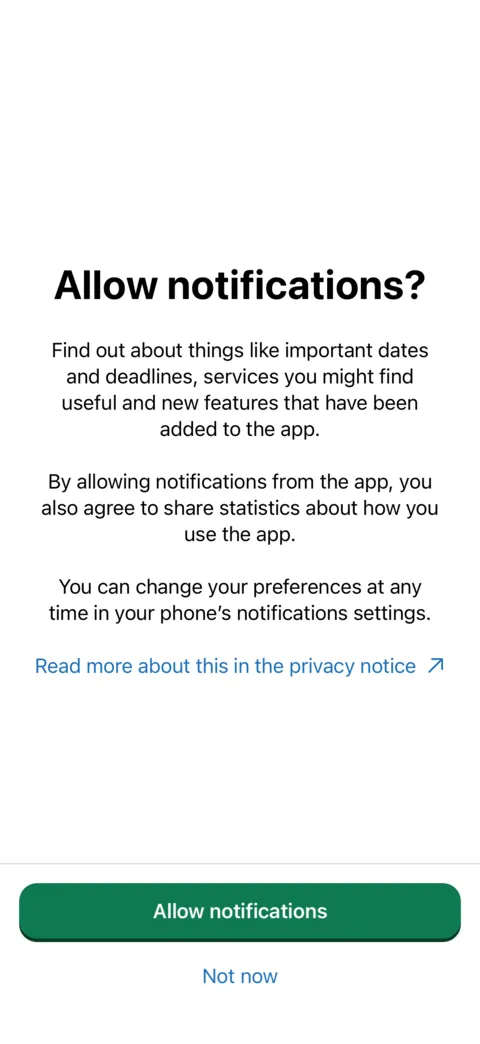 Allow notifications?
Find out about things like important dates
and deadlines, services you might find
useful and new features that have been
added to the app.
By allowing notifications from the app, you
also agree to share statistics about how you
use the app.
You can change your preferences at any
time in your phone’s notifications settings.
Read more about this in the privacy notice
Allow notifications
Not now